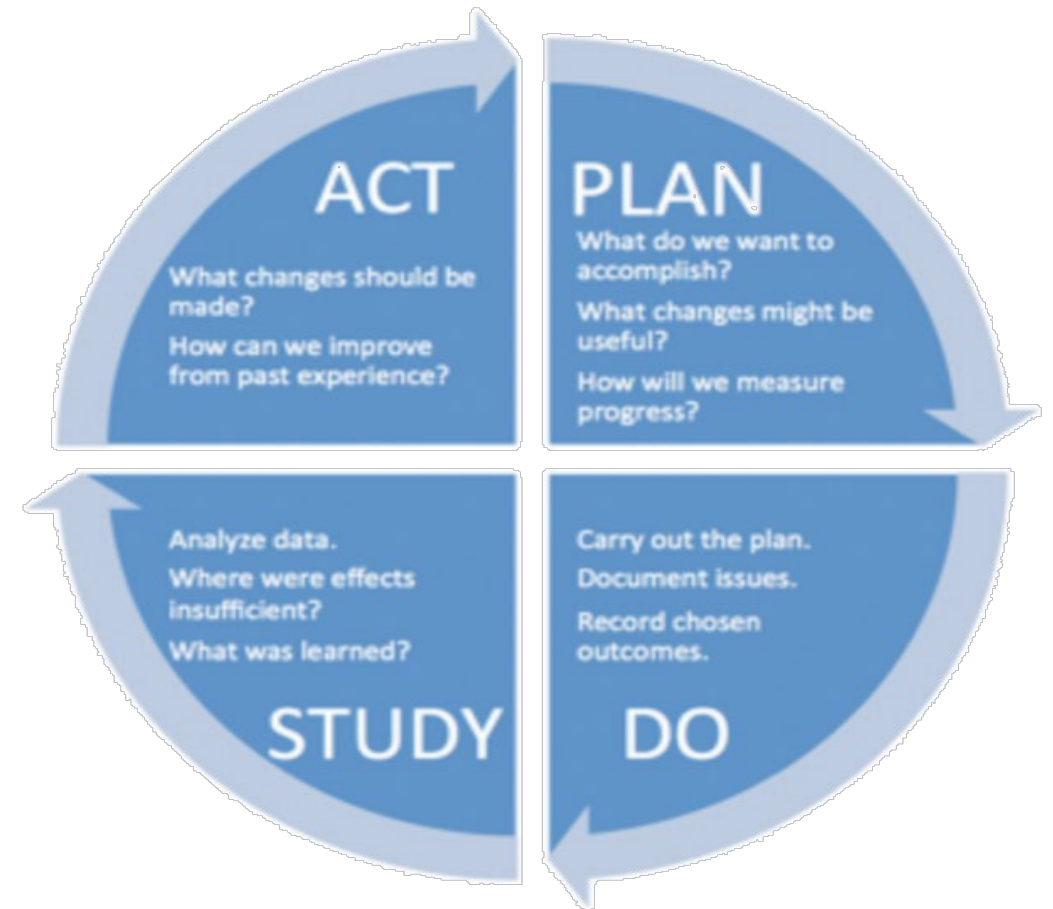 ACT
What changes should be
made?
How can we improve
from past experience?
PLAN
What do we want to
accomplish?
What changes might be
useful?
How will we measure
progress?
Analyze data.
Where were effects
insufficient?
What was learned?
STUDY
Carry out the plan.
Document issues.
Record chosen
outcomes.
DO